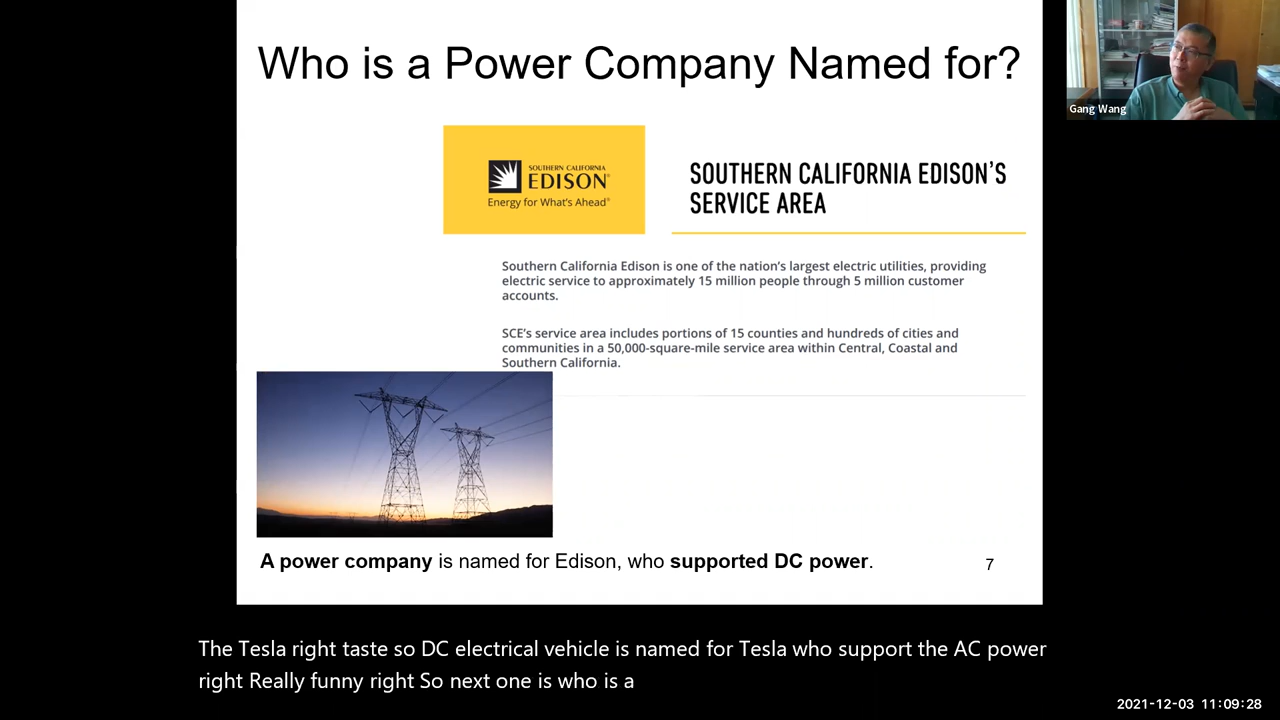 Who is a Power Company Named for?
Gang Wang
SOUTHERN CALIFORNIA
EDISON®
Energy for What's Ahead®
SOUTHERN CALIFORNIA EDISON'S
SERVICE AREA
Southern California Edison is one of the nation's largest electric utilities, providing
electric service to approximately 15 million people through 5 million customer
accounts.
SCE's service area includes portions of 15 counties and hundreds of cities and
communities in a 50,000-square-mile service area within Central, Coastal and
Southern California.
A power company is named for Edison, who supported DC power.
7
The Tesla right taste so DC electrical vehicle is named for Tesla who support the AC power
right Really funny right So next one is who is a
2021-12-03 11:09:28